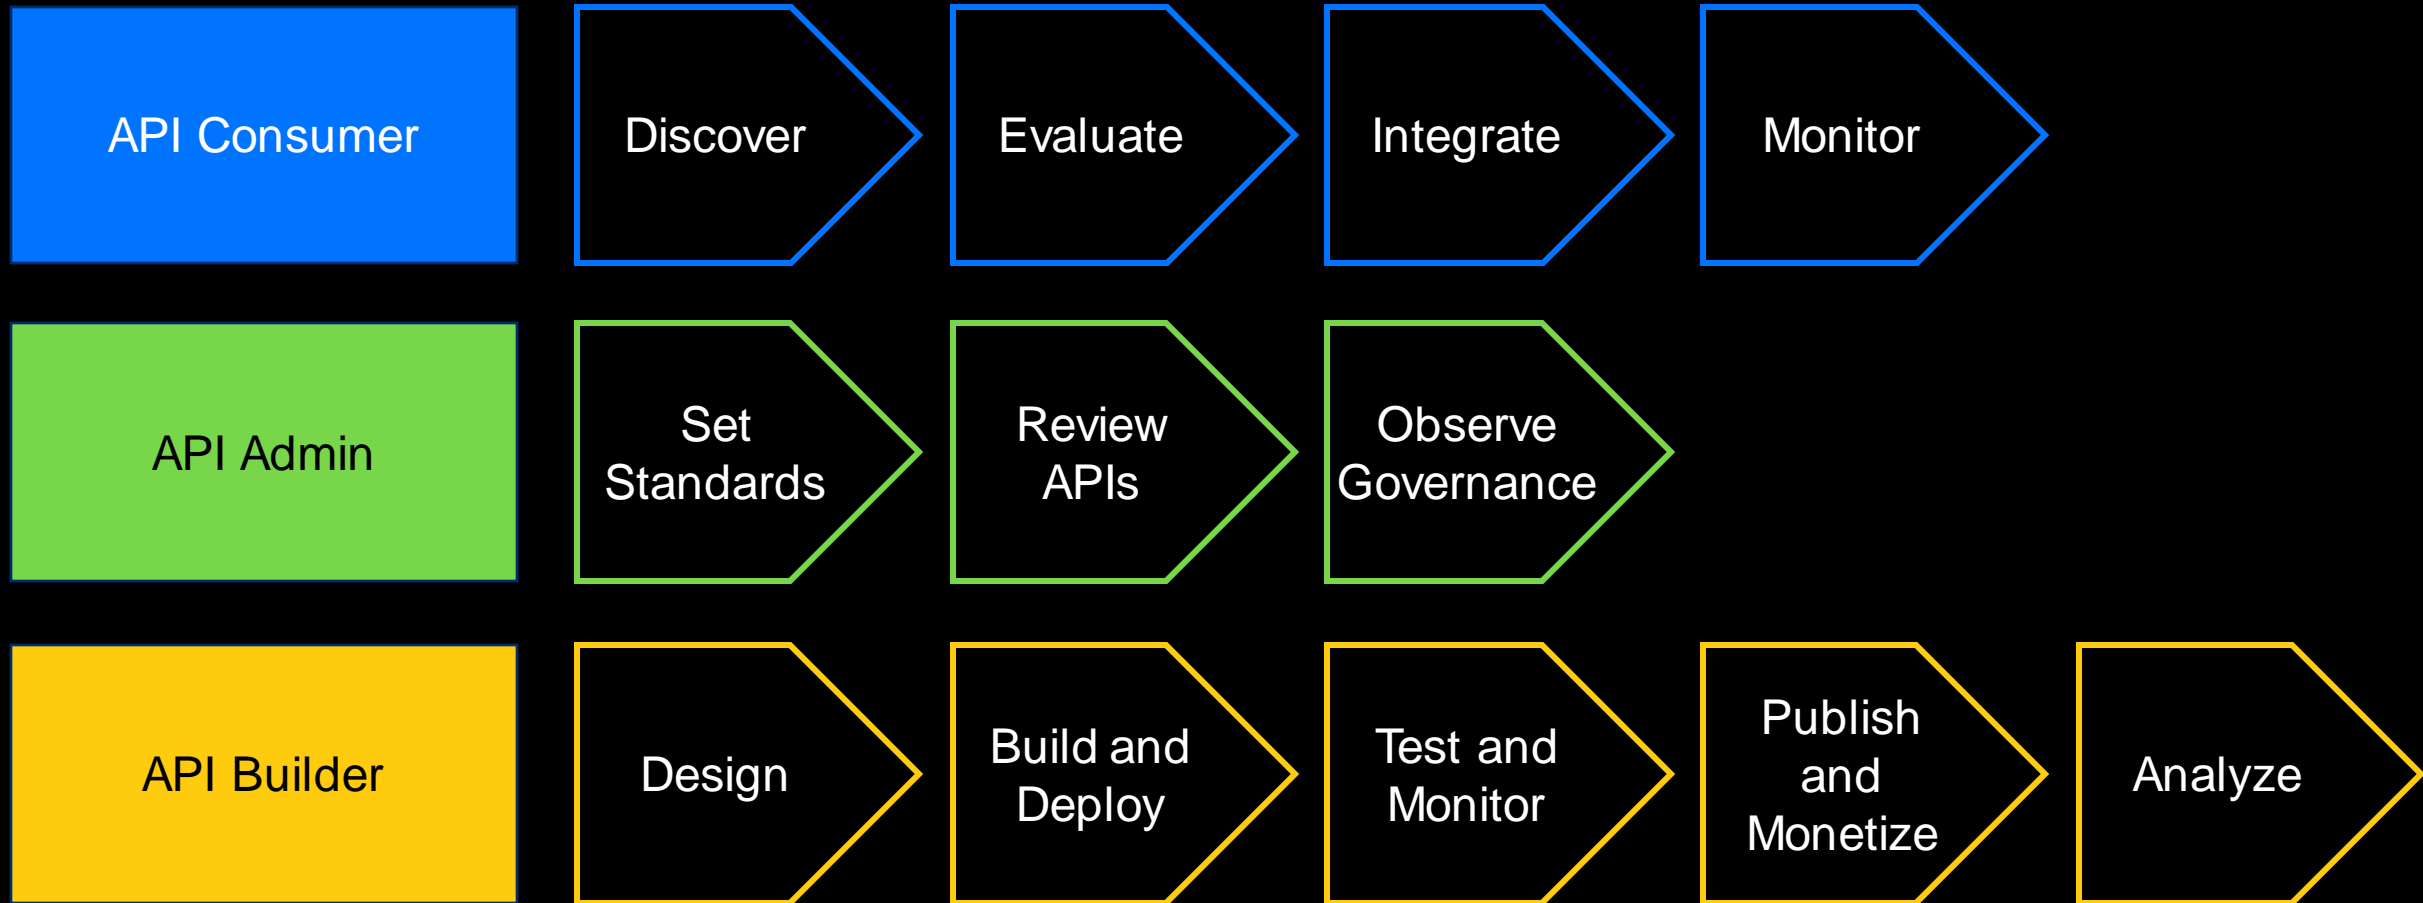 API Consumer
Discover
Evaluate
Integrate
Monitor
API Admin
Set
Standards
Review
APIs
Observe
Governance
API Builder
Design
Build and
Deploy
Test and
Monitor
Publish
and
Monetize
Analyze